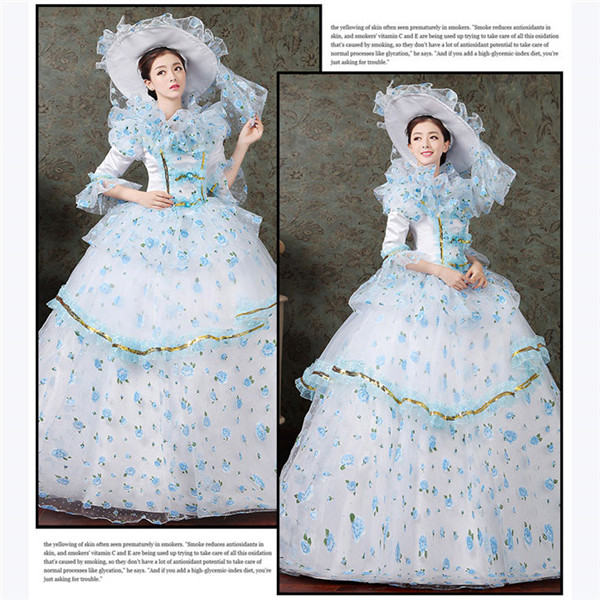 the yellowing of skin often seen prematurely in smokers. "Smoke reduces antioxidants in
skin, and smokers'vitamin C and E are being used up trying to take care of all this oxidation
that's caused by smoking, so they don't have a lot of antioxidant potential to take care of
normal processes like glycation," he says. "And if you add a high-glycemic-index diet, you're
just asking for trouble."
the yellowing of skin often seen prematurely in smokers. "Smoke reduces antioxidants in
skin, and smokers'vitamin C and E are being used up trying to take care of all this oxidation
that's caused by smoking, so they don't have a lot of antioxidant potential to take care of
normal processes like glycation," he says. "And if you add a high-glycemic-index diet, you're
just asking for trouble."